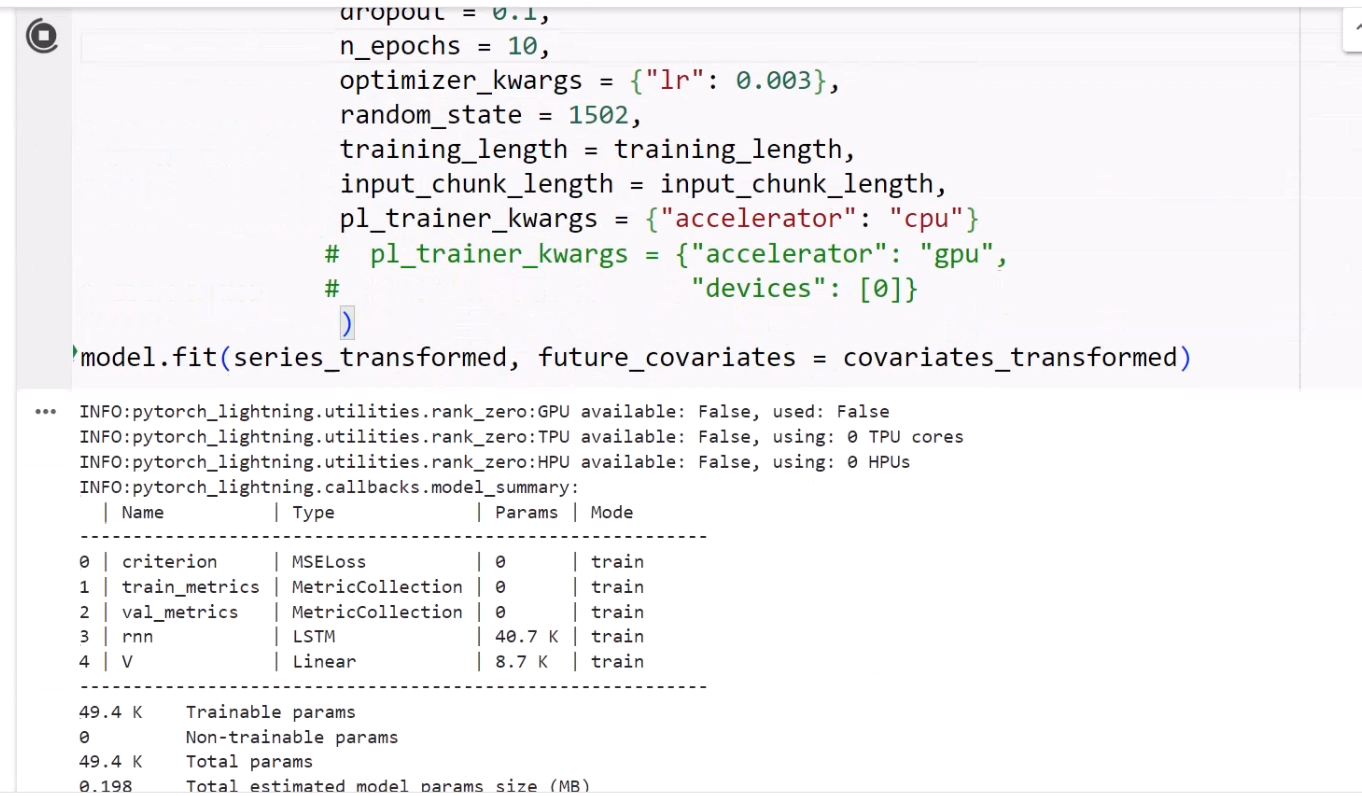 dropout = 0.1,
n_epochs = 10,
optimizer_kwargs = {"lr": 0.003},
random_state = 1502,
training_length = training_length,
input_chunk_length = input_chunk_length,
pl_trainer_kwargs = {"accelerator": "cpu"}
#  pl_trainer_kwargs = {"accelerator": "gpu",
#                       "devices": [0]}
)
model.fit(series_transformed, future_covariates = covariates_transformed)
INFO:pytorch_lightning.utilities.rank_zero:GPU available: False, used: False
INFO:pytorch_lightning.utilities.rank_zero:TPU available: False, using: 0 TPU cores
INFO:pytorch_lightning.utilities.rank_zero:HPU available: False, using: 0 HPUs
INFO:pytorch_lightning.callbacks.model_summary:
  | Name          | Type             | Params | Mode
-----------------------------------------------------------
0 | criterion     | MSELoss          | 0      | train
1 | train_metrics | MetricCollection | 0      | train
2 | val_metrics   | MetricCollection | 0      | train
3 | rnn           | LSTM             | 40.7 K | train
4 | V             | Linear           | 8.7 K  | train
-----------------------------------------------------------
49.4 K    Trainable params
0         Non-trainable params
49.4 K    Total params
0.198     Total estimated model params size (MB)